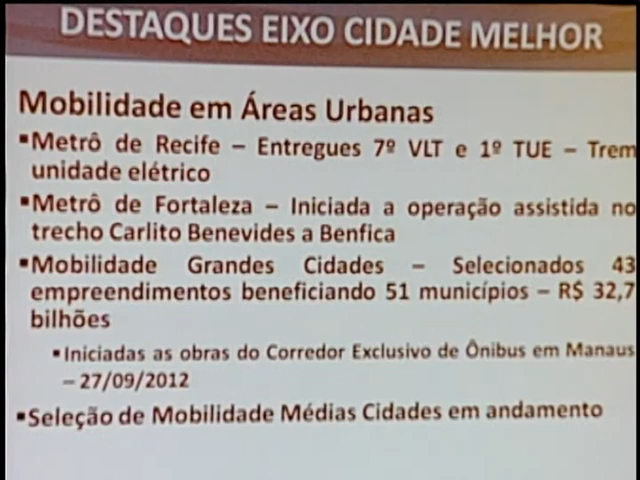 DESTAQUES EIXO CIDADE MELHOR
Mobilidade em Áreas Urbanas
▪Metrô de Recife – Entregues 7º VLT e 1º TUE – Trem
unidade elétrico
▪Metrô de Fortaleza – Iniciada a operação assistida no
trecho Carlito Benevides a Benfica
▪Mobilidade Grandes Cidades – Selecionados 43
empreendimentos beneficiando 51 municípios – R$ 32,7
bilhões
▪Iniciadas as obras do Corredor Exclusivo de Ônibus em Manaus
– 27/09/2012
▪Seleção de Mobilidade Médias Cidades em andamento